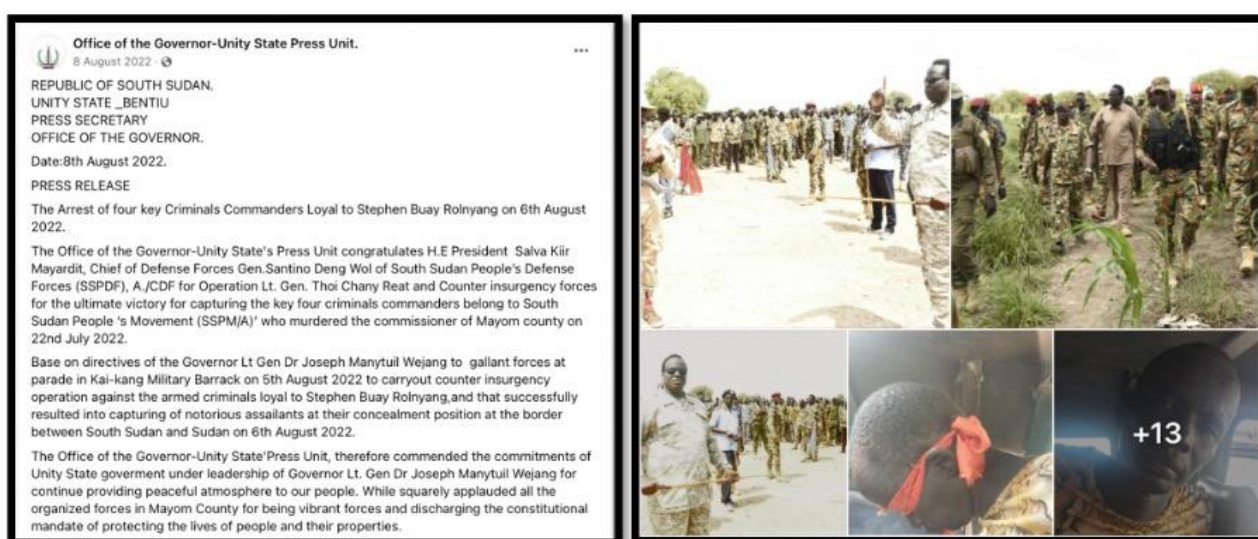 Office of the Governor-Unity State Press Unit.
8 August 2022 ·
REPUBLIC OF SOUTH SUDAN.
UNITY STATE _BENTIU
PRESS SECRETARY
OFFICE OF THE GOVERNOR.
Date:8th August 2022.
PRESS RELEASE
The Arrest of four key Criminals Commanders Loyal to Stephen Buay Rolnyang on 6th August
2022.
The Office of the Governor-Unity State's Press Unit congratulates H.E President Salva Kiir
Mayardit, Chief of Defense Forces Gen.Santino Deng Wol of South Sudan People's Defense
Forces (SSPDF), A./CDF for Operation Lt. Gen. Thoi Chany Reat and Counter insurgency forces
for the ultimate victory for capturing the key four criminals commanders belong to South
Sudan People 's Movement (SSPM/A)' who murdered the commissioner of Mayom county on
22nd July 2022.
Base on directives of the Governor Lt Gen Dr Joseph Manytuil Wejang to gallant forces at
parade in Kai-kang Military Barrack on 5th August 2022 to carryout counter insurgency
operation against the armed criminals loyal to Stephen Buay Rolnyang,and that successfully
resulted into capturing of notorious assailants at their concealment position at the border
between South Sudan and Sudan on 6th August 2022.
The Office of the Governor-Unity State'Press Unit, therefore commended the commitments of
Unity State goverment under leadership of Governor Lt. Gen Dr Joseph Manytuil Wejang for
continue providing peaceful atmosphere to our people. While squarely applauded all the
organized forces in Mayom County for being vibrant forces and discharging the constitutional
mandate of protecting the lives of people and their properties.
+13